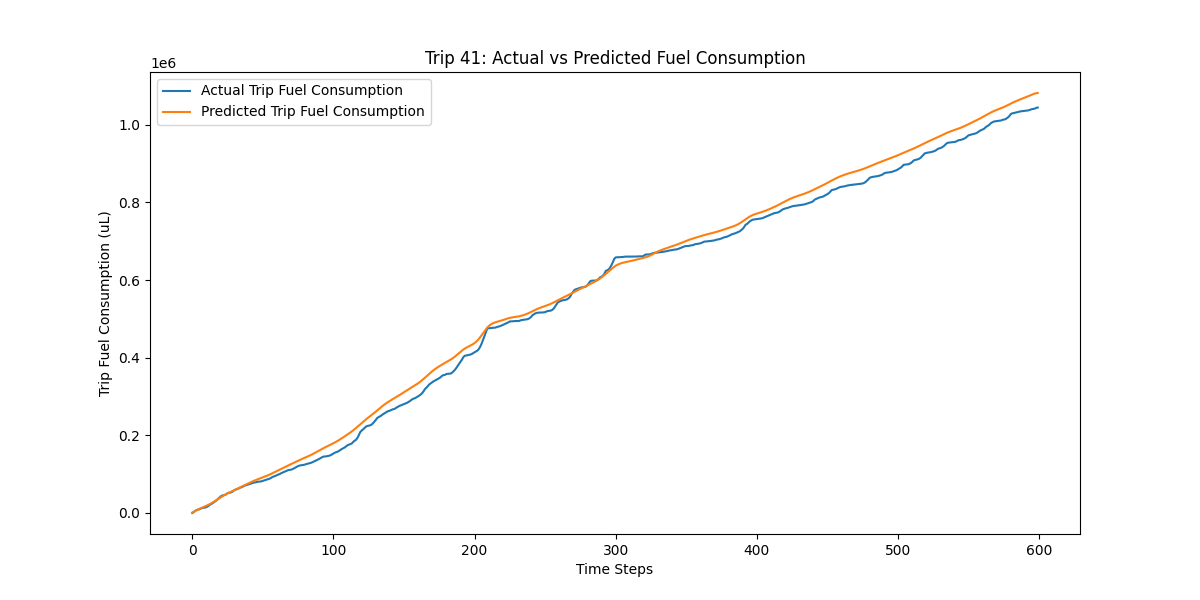 Trip 41: Actual vs Predicted Fuel Consumption
1e6
Actual Trip Fuel Consumption
Predicted Trip Fuel Consumption
1.0
0.8
0.6
0.4
0.2
0.0
Trip Fuel Consumption (uL)
0 100 200 300 400 500 600
Time Steps